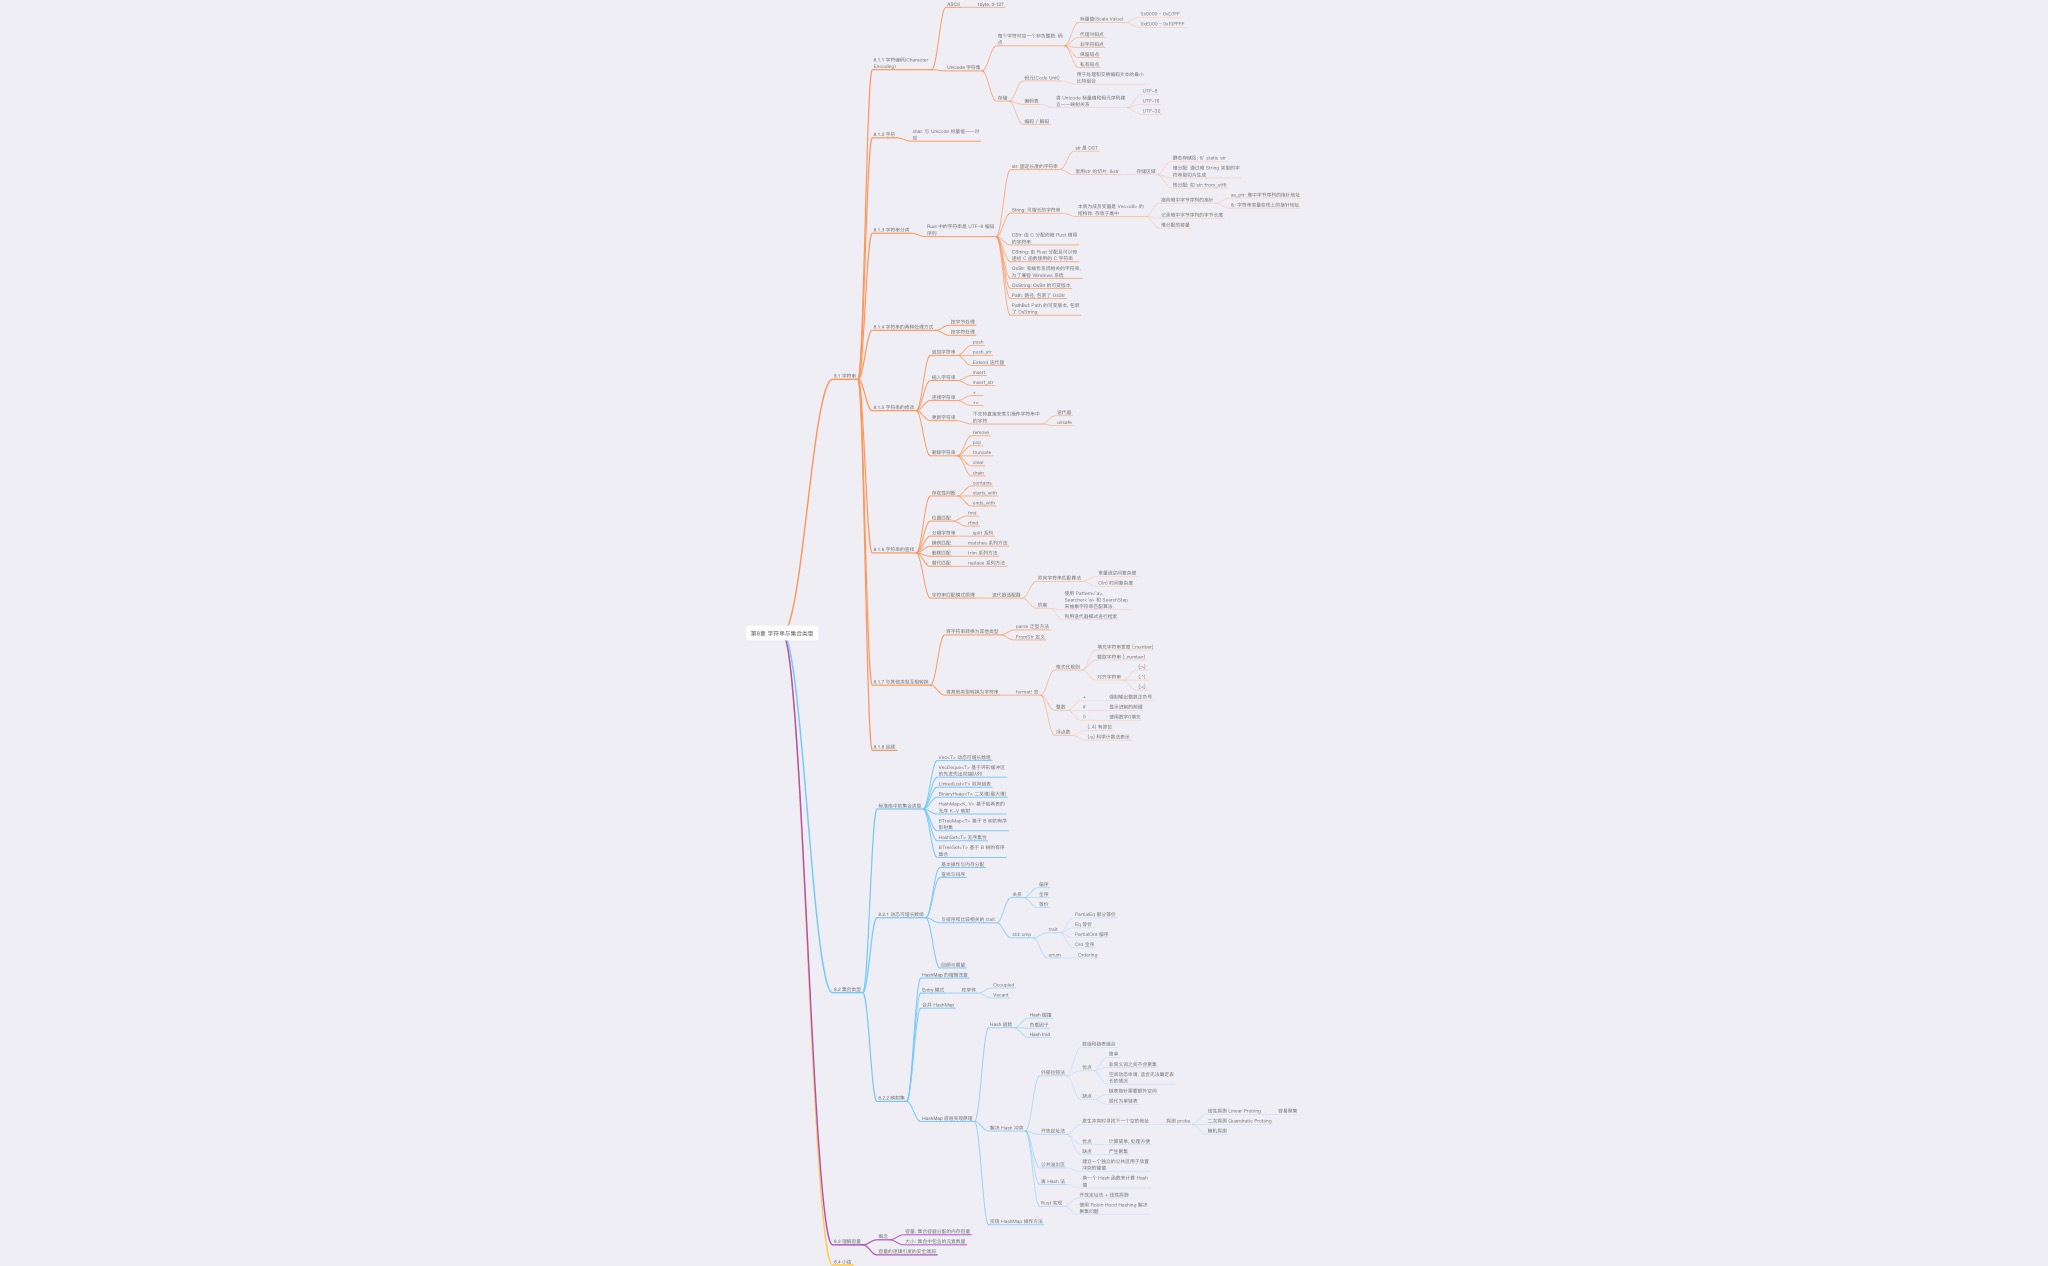 第8章 字符串与集合类型
8.1 字符串
8.1.1 字符编码(Character
Encoding)
ASCII
1byte, 0-127
Unicode 字符集
每个字符对应一个非负整数: 码
点
标量值(Scala Value)
0x0000 - 0xD7FF
0xE000 - 0x10FFFF
代理对码点
非字符码点
保留码点
私有码点
存储
码元(Code Unit)
用于处理和交换编码文本的最小
比特组合
编码表
将 Unicode 标量值和码元序列建
立一一映射关系
UTF-8
UTF-16
UTF-32
编码 / 解码
8.1.2 字符
char: 与 Unicode 标量值一一对
应
8.1.3 字符串分类
Rust 中的字符串是 UTF-8 编码
序列
str: 固定长度的字符串
str 是 DST
常用str 的切片: &str
存储区域
静态存储区: &' static str
堆分配: 通过堆 String 类型的字
符串取切片生成
栈分配: 如 str::from_utf8
String: 可增长的字符串
本质为成员变量是 Vec<u8> 的
结构体, 存放于堆中
指向堆中字节序列的指针
as_ptr: 堆中字节序列的指针地址
&: 字符串变量在栈上的指针地址
记录堆中字节序列的字节长度
堆分配的容量
CStr: 由 C 分配而被 Rust 借用
的字符串
CString: 由 Rust 分配且可以传
递给 C 函数使用的 C 字符串
OsStr: 和操作系统相关的字符串,
为了兼容 Windows 系统
OsString: OsStr 的可变版本
Path: 路径, 包装了 OsStr
PathBuf: Path 的可变版本, 包装
了 OsString
8.1.4 字符串的两种处理方式
按字节处理
按字符处理
8.1.5 字符串的修改
追加字符串
push
push_str
Extend 迭代器
插入字符串
insert
insert_str
连接字符串
+
+=
更新字符串
不支持直接按索引操作字符串中
的字符
迭代器
unsafe
删除字符串
remove
pop
truncate
clear
drain
8.1.6 字符串的查找
存在性判断
contains
starts_with
ends_with
位置匹配
find
rfind
分割字符串
split 系列
捕获匹配
matches 系列方法
删除匹配
trim 系列方法
替代匹配
replace 系列方法
字符串匹配模式原理
迭代器适配器
双向字符串匹配算法
常量级空间复杂度
O(n) 时间复杂度
抽象
使用 Pattern<'a>,
Searcher<'a> 和 SearchStep
来抽象字符串匹配算法
利用迭代器模式进行检索
8.1.7 与其他类型互相转换
将字符串转换为其他类型
parse 泛型方法
FromStr 定义
将其他类型转换为字符串
format! 宏
格式化规则
填充字符串宽度 {:number}
截取字符串 {:.number}
对齐字符串
{:>}
{:^}
{:<}
整数
+
强制输出整数正负号
#
显示进制的前缀
0
使用数字0填充
浮点数
{:.4} 有效位
{:e} 科学计数法表示
8.1.8 回顾
8.2 集合类型
标准库中的集合类型
Vec<T> 动态可增长数组
VecDeque<T> 基于环形缓冲区
的先进先出双端队列
LinkedList<T> 双向链表
BinaryHeap<T> 二叉堆(最大堆)
HashMap<K, V> 基于哈希表的
无序 K-V 映射
BTreeMap<T> 基于 B 树的有序
映射集
HashSet<T> 无序集合
BTreeSet<T> 基于 B 树的有序
集合
8.2.1 动态可增长数组
基本操作与内存分配
查找与排序
与排序和比较相关的 trait
关系
偏序
全序
等价
std::cmp
trait
PartialEq 部分等价
Eq 等价
PartialOrd 偏序
Ord 全序
enum
Ordering
回顾与展望
8.2.2 映射集
HashMap 的增删改查
Entry 模式
枚举体
Occupied
Vacant
合并 HashMap
HashMap 底层实现原理
Hash 函数
Hash 碰撞
负载因子
Hash trait
解决 Hash 冲突
外部拉链法
数组和链表组合
优点
简单
非同义词之间不会聚集
空间动态申请, 适合无法确定表
长的情况
缺点
链表指针需要额外空间
退化为单链表
开放定址法
发生冲突时寻找下一个空的地址
探测 probe
线性探测 Linear Probing
容易聚集
二次探测 Quardratic Probing
随机探测
优点
计算简单, 处理方便
缺点
产生聚集
公共溢出区
建立一个独立的公共区用于放置
冲突的键值
再 Hash 法
换一个 Hash 函数来计算 Hash
值
Rust 实现
开放定址法 + 线性探测
使用 Robin Hood Hashing 解决
聚集问题
实现 HashMap 操作方法
8.3 理解容量
概念
容量: 集合容器分配的内存容量
大小: 集合中包含的元素数量
容量的逻辑引发的安全漏洞
8.4 小结